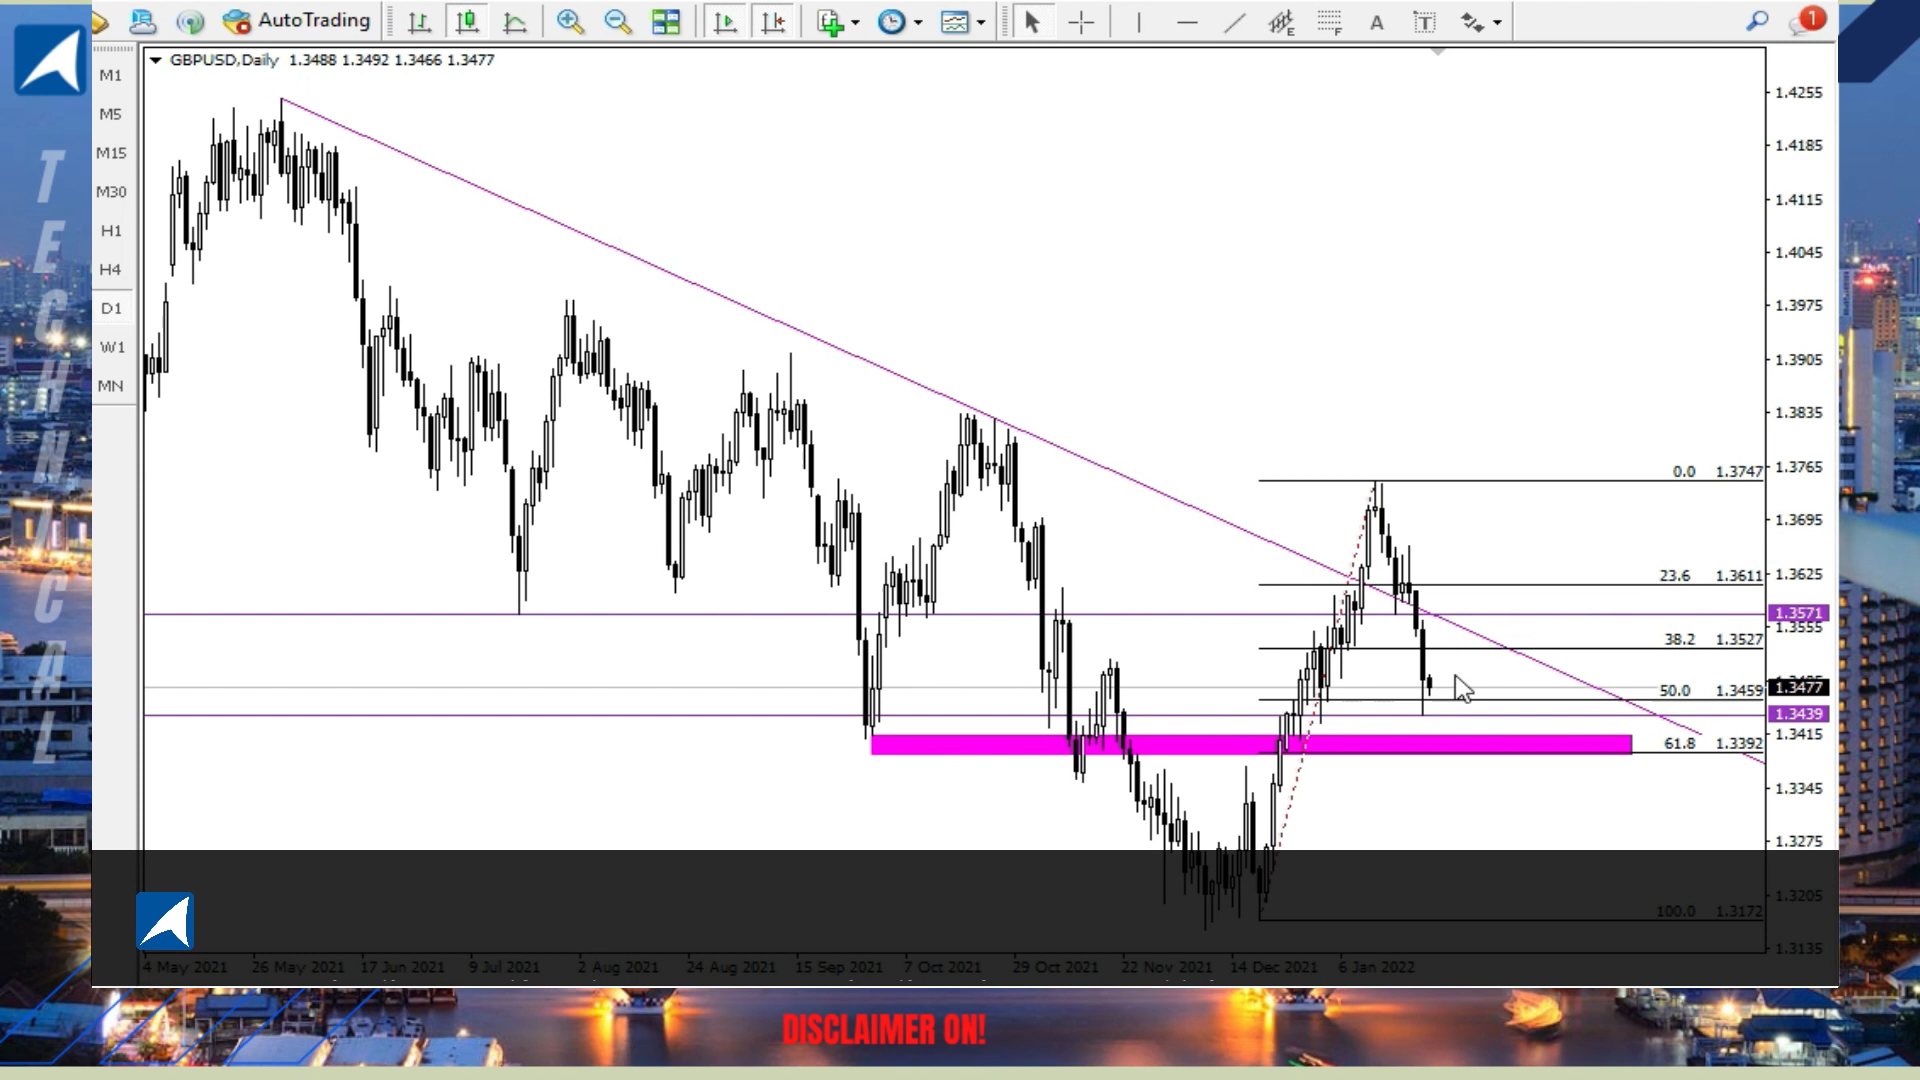 AutoTrading
E
F
A
T
1
M1
M5
M15
M30
H1
H4
D1
W1
MN
GBPUSD,Daily 1.3488 1.3492 1.3466 1.3477
1.4255
1.4185
1.4115
1.4045
1.3975
1.3905
1.3835
1.3765
1.3695
1.3625
1.3571
1.3555
1.3477
1.3439
1.3415
1.3345
1.3275
1.3205
1.3135
0.0 1.3747
23.6 1.3611
38.2 1.3527
50.0 1.3459
61.8 1.3392
100.0 1.3172
4 May 2021 26 May 2021 17 Jun 2021 9 Jul 2021 2 Aug 2021 24 Aug 2021 15 Sep 2021 7 Oct 2021 29 Oct 2021 22 Nov 2021 14 Dec 2021 6 Jan 2022
TECHNICAL
DISCLAIMER ON!